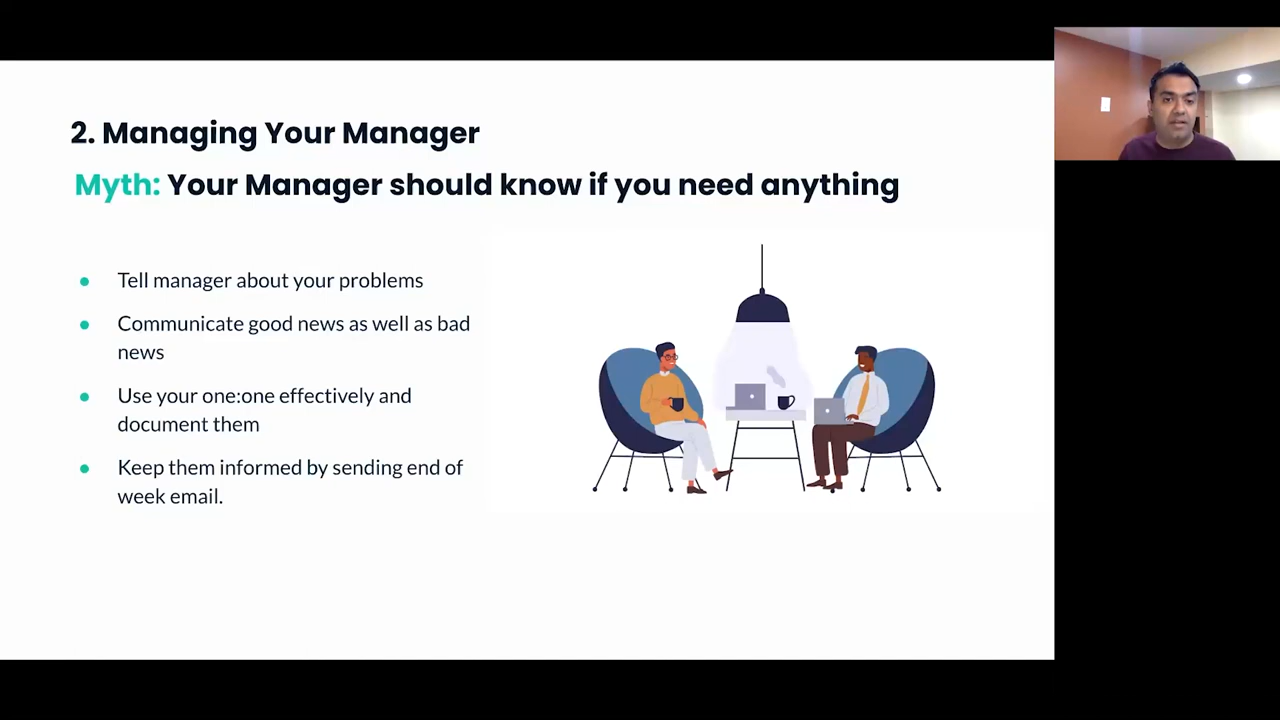 2. Managing Your Manager
Myth: Your Manager should know if you need anything
● Tell manager about your problems
● Communicate good news as well as bad
news
● Use your one:one effectively and
document them
● Keep them informed by sending end of
week email.